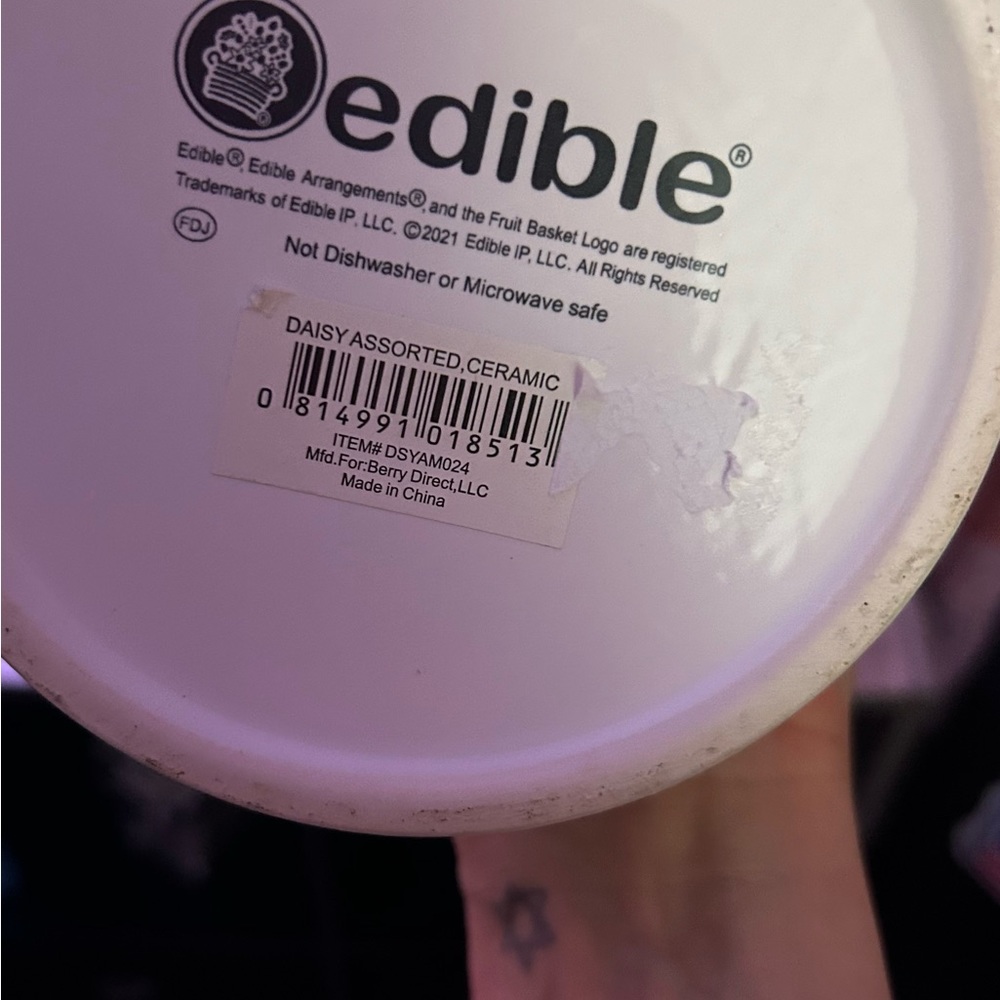 edible®
Edible®, Edible Arrangements®, and the Fruit Basket Logo are registered
Trademarks of Edible IP, LLC. ©2021 Edible IP, LLC. All Rights Reserved
FDJ
Not Dishwasher or Microwave safe
DAISY ASSORTED,CERAMIC
0 814991 018513
ITEM# DSYAM024
Mfd.For:Berry Direct,LLC
Made in China